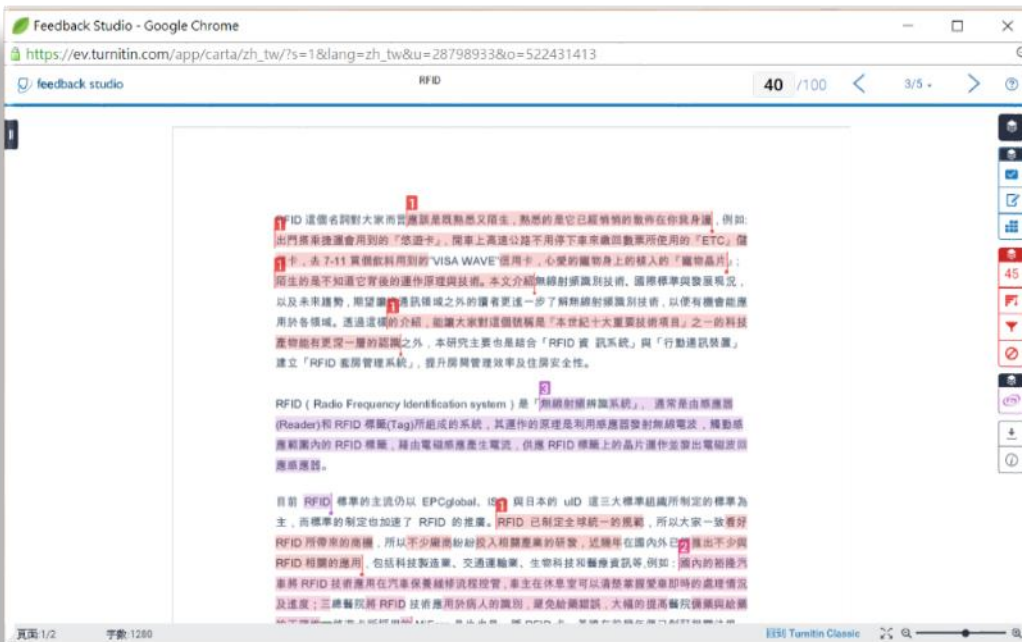 Feedback Studio - Google Chrome
https://ev.turnitin.com/app/carta/zh_tw/?s=1&lang=zh_tw&u=28798933&o=522431413
feedback studio
RFID
40 /100
3/5
1
RFID 這個名詞對大家而言應該是既熟悉又陌生，熟悉的是它已經悄悄的散佈在你我身邊，例如:
1
出門搭乘捷運會用到的『悠遊卡』，開車上高速公路不用停下車來繳回數票所使用的『ETC』儲
卡，去 7-11 買個飲料用到的"VISA WAVE"信用卡，心愛的寵物身上的植入的『寵物晶片』；
1
陌生的是不知道它背後的運作原理與技術。本文介紹無線射頻識別技術、國際標準與發展現況，
以及未來趨勢，期望讓 通訊領域之外的讀者更進一步了解無線射頻識別技術，以便有機會能應
1
用於各領域。透過這樣的介紹，能讓大家對這個號稱是『本世紀十大重要技術項目』之一的科技
產物能有更深一層的認識之外，本研究主要也是結合「RFID 資 訊系統」與「行動通訊裝置」
建立「RFID 套房管理系統」，提升房間管理效率及住房安全性。
3
RFID ( Radio Frequency Identification system ) 是「無線射頻辨識系統」，通常是由感應器
(Reader)和 RFID 標籤(Tag)所組成的系統，其運作的原理是利用感應器發射無線電波，觸動感
應範圍內的 RFID 標籤，藉由電磁感應產生電流，供應 RFID 標籤上的晶片運作並發出電磁波回
應感應器。
目前 RFID 標準的主流仍以 EPCglobal、IS 與日本的 uID 這三大標準組織所制定的標準為
1
主，而標準的制定也加速了 RFID 的推廣。RFID 已制定全球統一的規範，所以大家一致看好
RFID 所帶來的商機，所以不少廠商紛紛投入相關產業的研發，近幾年在國內外已 推出不少與
2
RFID 相關的應用，包括科技製造業、交通運輸業、生物科技和醫療資訊等,例如：國內的裕隆汽
車將 RFID 技術應用在汽車保養維修流程控管，車主在休息室可以清楚掌握愛車即時的處理情況
及進度；三總醫院將 RFID 技術應用於病人的識別，避免給藥錯誤，大幅的提高醫院備藥與給藥
45
頁面:1/2
字數:1280
回到 Turnitin Classic